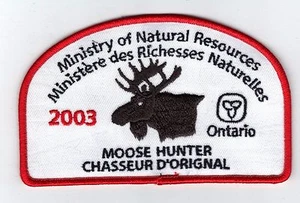 Ministry of Natural Resources
Ministère des Richesses Naturelles
2003
Ontario
MOOSE HUNTER
CHASSEUR D'ORIGNAL